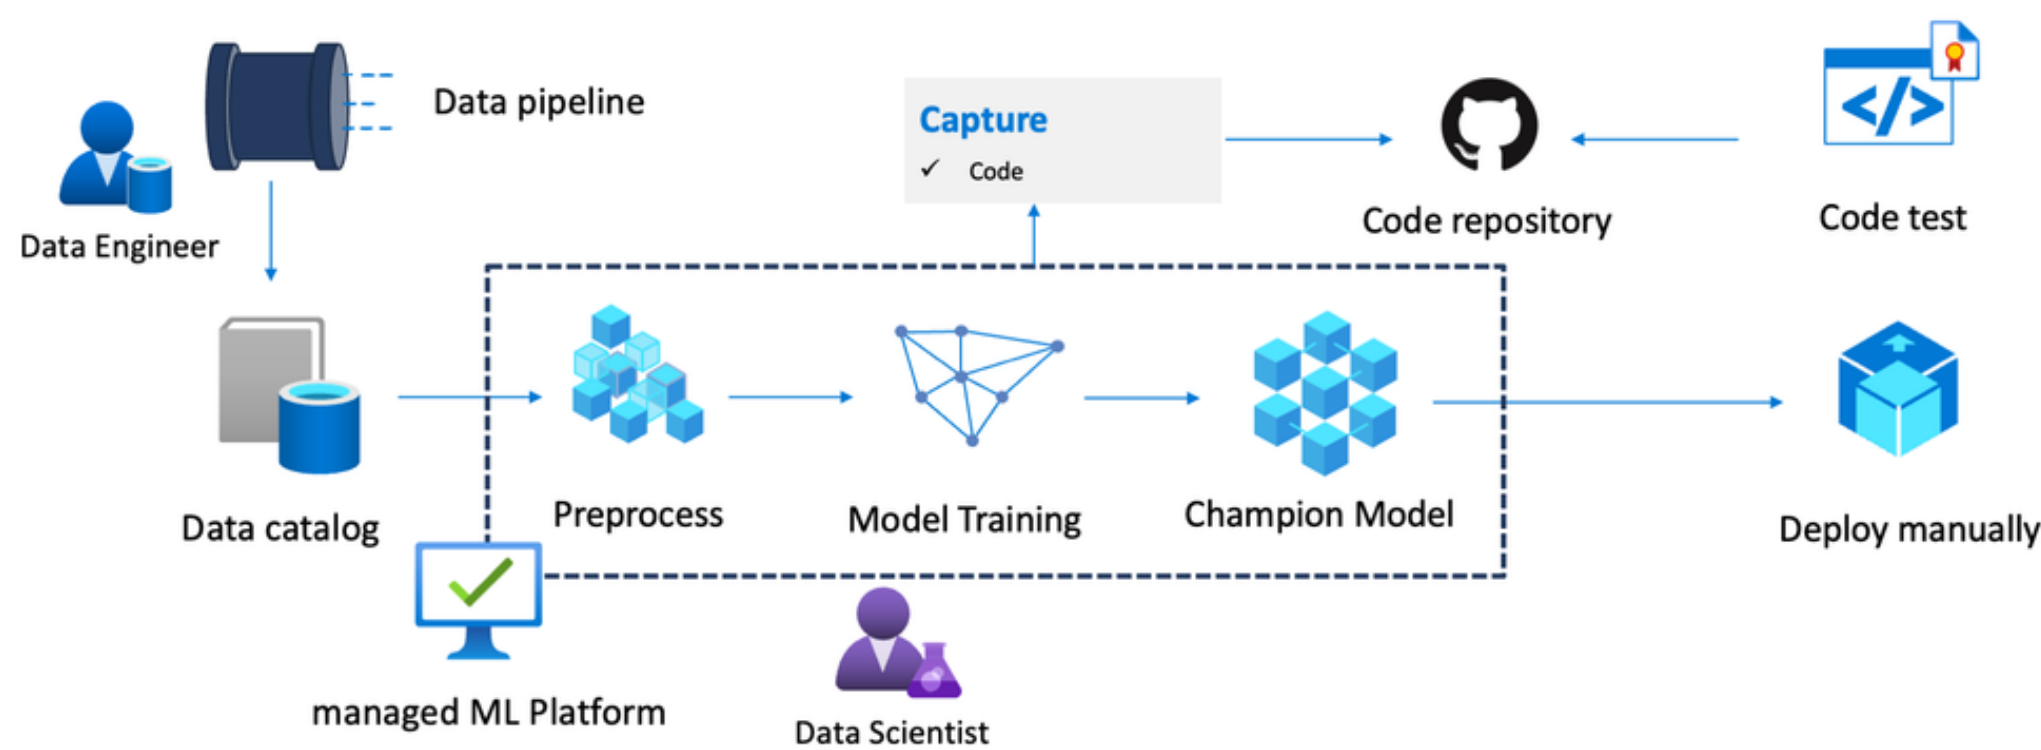 Data pipeline
Data Engineer
Capture
✓ Code
Code repository
Code test
Data catalog
Preprocess
Model Training
Champion Model
Deploy manually
managed ML Platform
Data Scientist